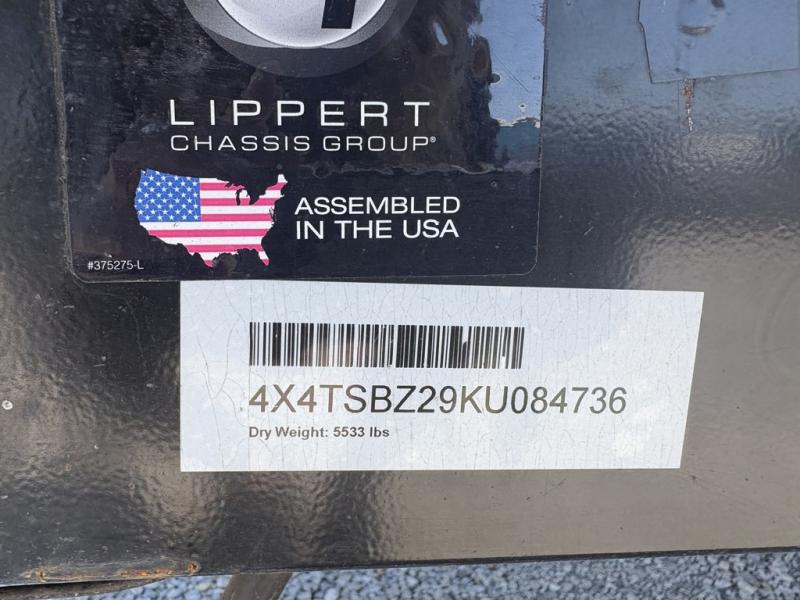 LIPPERT
CHASSIS GROUP®
ASSEMBLED
IN THE USA
#375275-L
4X4TSBZ29KU084736
Dry Weight: 5533 lbs